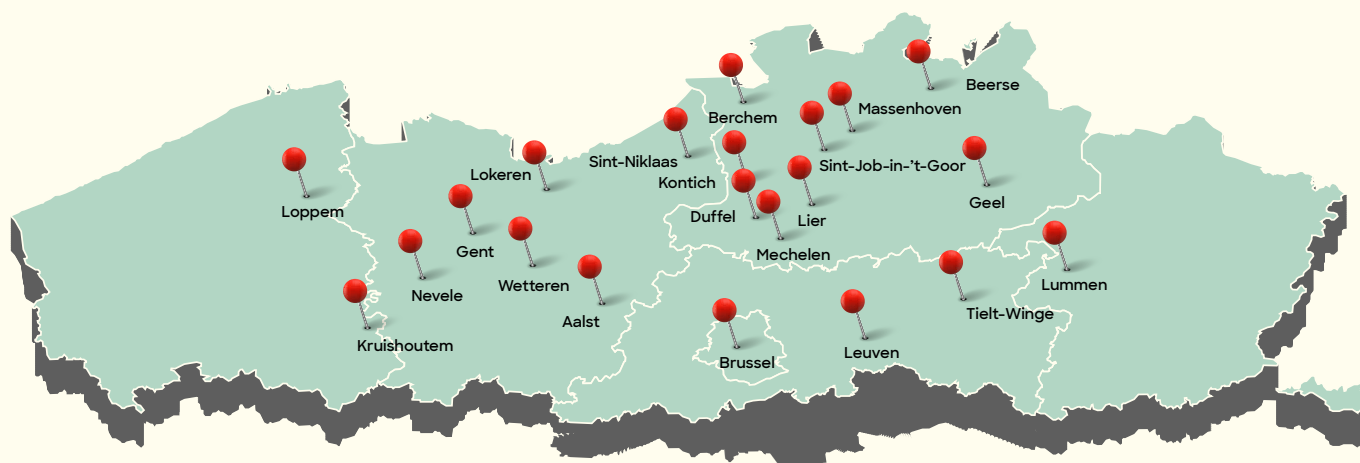 Beerse
Massenhoven
Berchem
Sint-Niklaas
Sint-Job-in-'t-Goor
Lokeren
Kontich
Geel
Loppem
Duffel
Lier
Gent
Mechelen
Wetteren
Lummen
Nevele
Tielt-Winge
Aalst
Kruishoutem
Leuven
Brussel